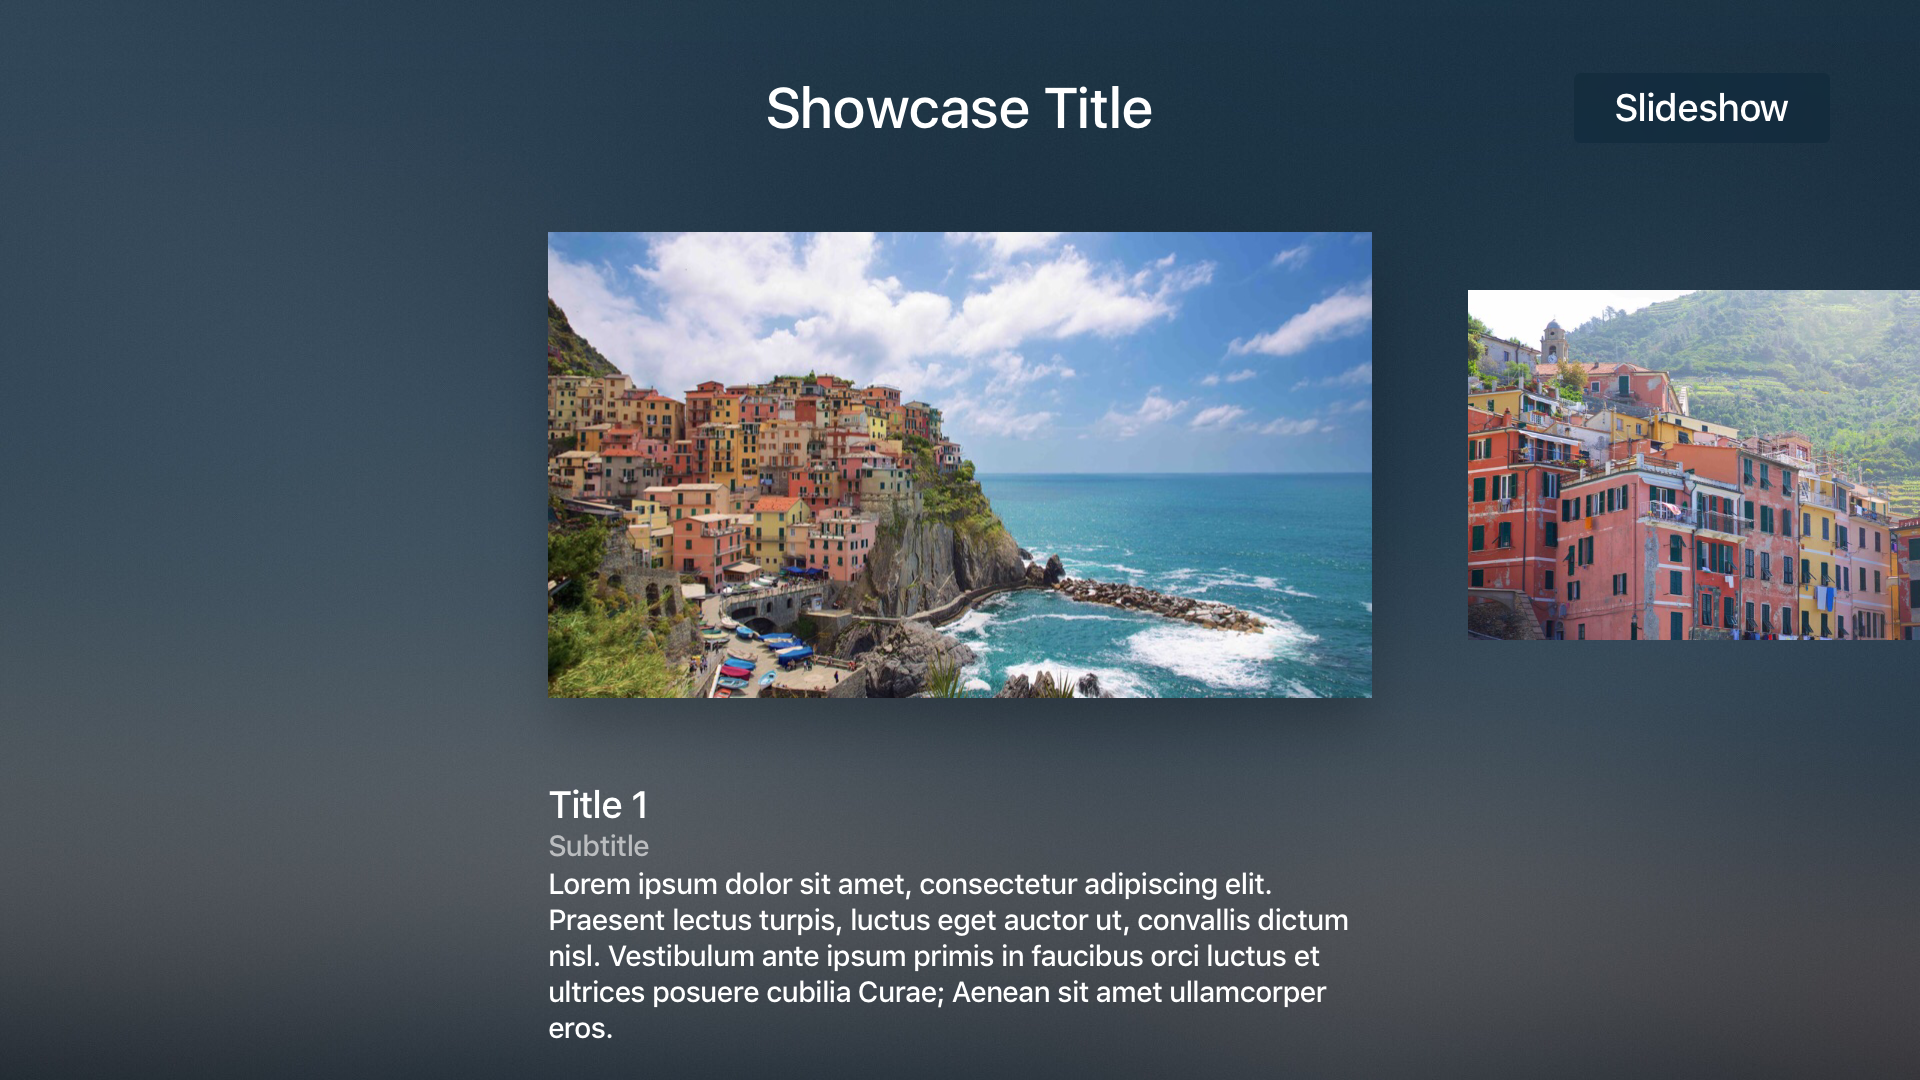 Showcase Title
Slideshow
Title 1
Subtitle
Lorem ipsum dolor sit amet, consectetur adipiscing elit.
Praesent lectus turpis, luctus eget auctor ut, convallis dictum
nisl. Vestibulum ante ipsum primis in faucibus orci luctus et
ultrices posuere cubilia Curae; Aenean sit amet ullamcorper
eros.